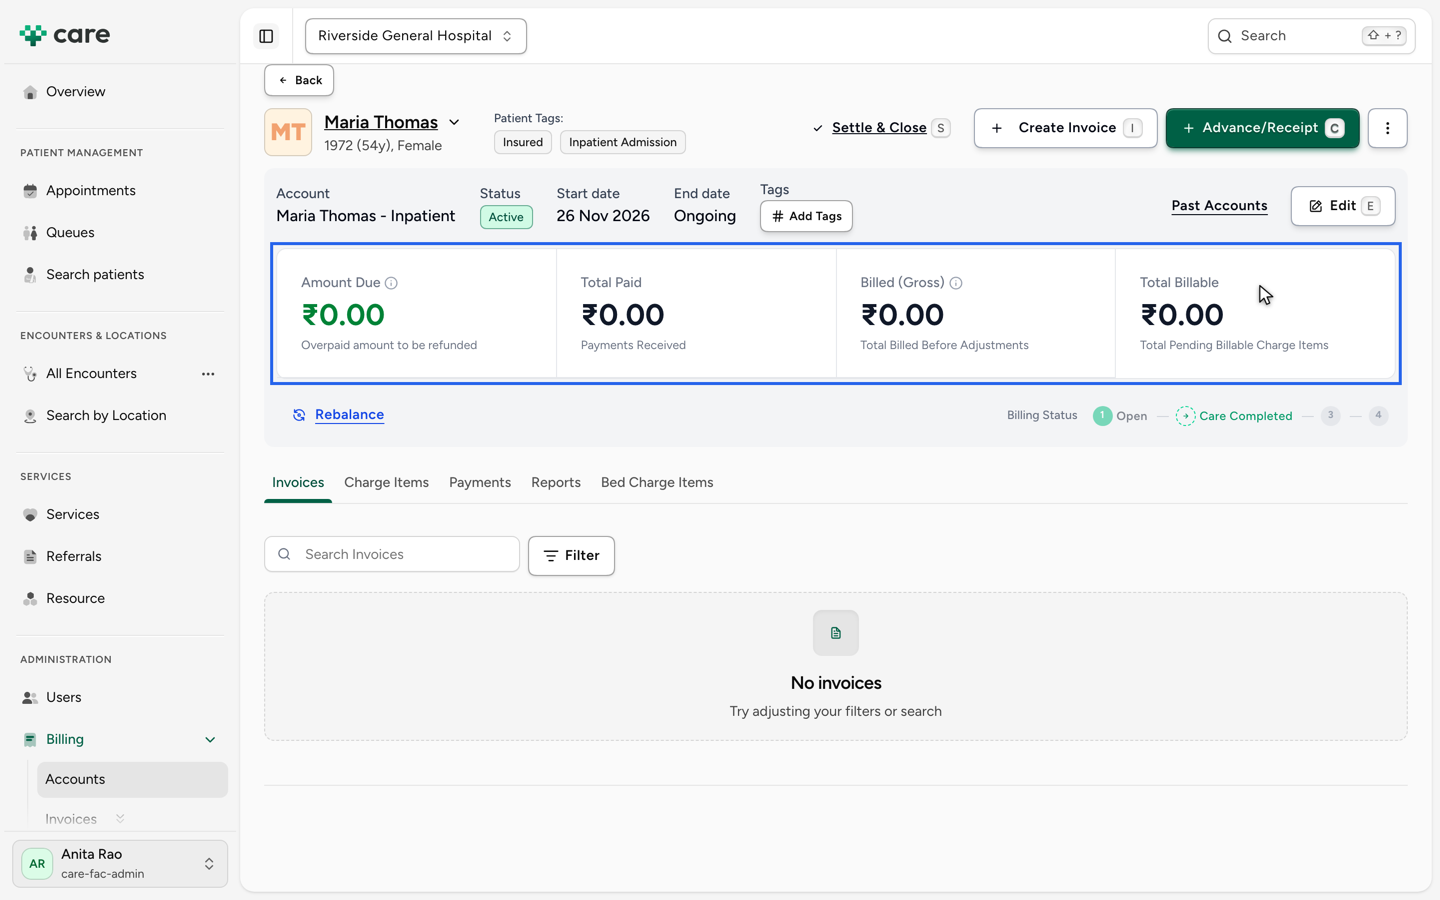 care
Riverside General Hospital
Search
+ ?
Overview
PATIENT MANAGEMENT
Appointments
Queues
Search patients
ENCOUNTERS & LOCATIONS
All Encounters
Search by Location
SERVICES
Services
Referrals
Resource
ADMINISTRATION
Users
Billing
Accounts
Invoices
AR
Anita Rao
care-fac-admin
Back
MT
Maria Thomas
1972 (54y), Female
Patient Tags:
Insured
Inpatient Admission
Settle & Close S
Create Invoice I
Advance/Receipt C
Account
Maria Thomas - Inpatient
Status
Active
Start date
26 Nov 2026
End date
Ongoing
Tags
Add Tags
Past Accounts
Edit E
Amount Due
₹0.00
Overpaid amount to be refunded
Total Paid
₹0.00
Payments Received
Billed (Gross)
₹0.00
Total Billed Before Adjustments
Total Billable
₹0.00
Total Pending Billable Charge Items
Rebalance
Billing Status 1 Open Care Completed 3 4
Invoices Charge Items Payments Reports Bed Charge Items
Search Invoices
Filter
No invoices
Try adjusting your filters or search